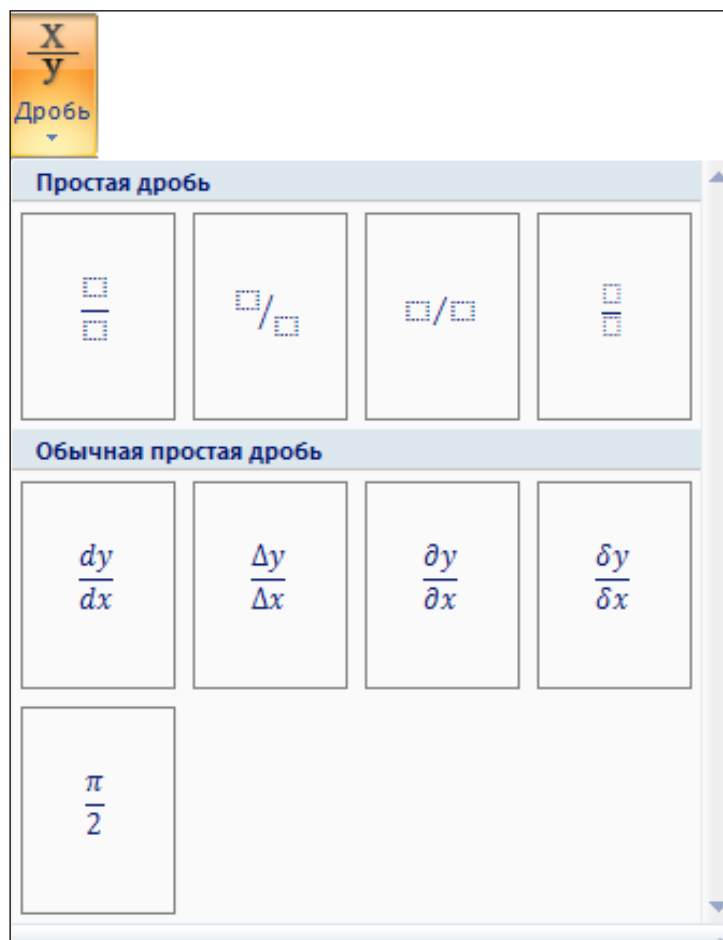 x
y
Дробь
Простая дробь
/ /
Обычная простая дробь
dy Δy ∂y δy
dx Δx ∂x δx
π
2